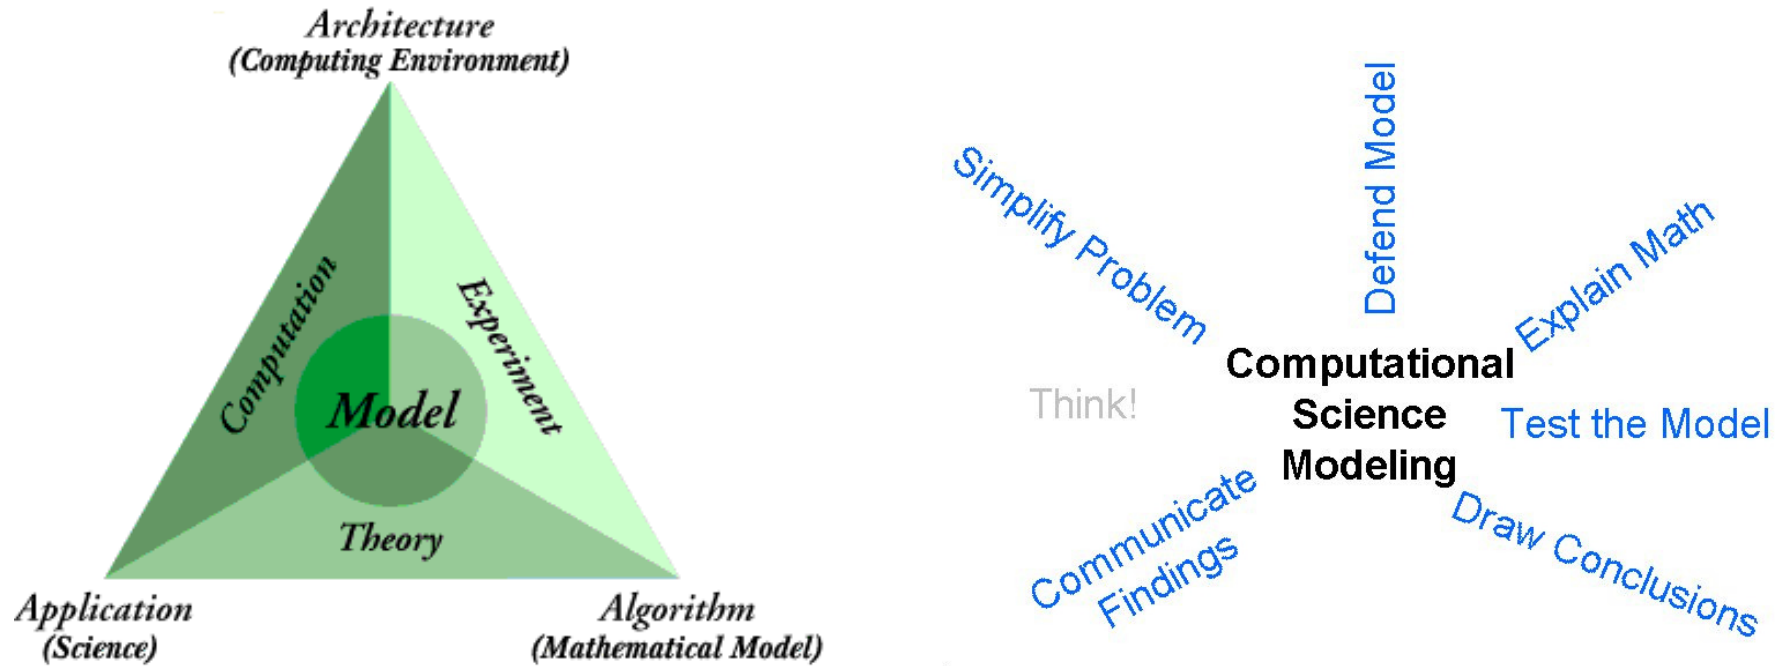 Architecture
(Computing Environment)
Computation
Experiment
Model
Theory
Application
(Science)
Algorithm
(Mathematical Model)
Simplify Problem
Defend Model
Explain Math
Think!
Computational
Science
Modeling
Test the Model
Communicate
Findings
Draw Conclusions